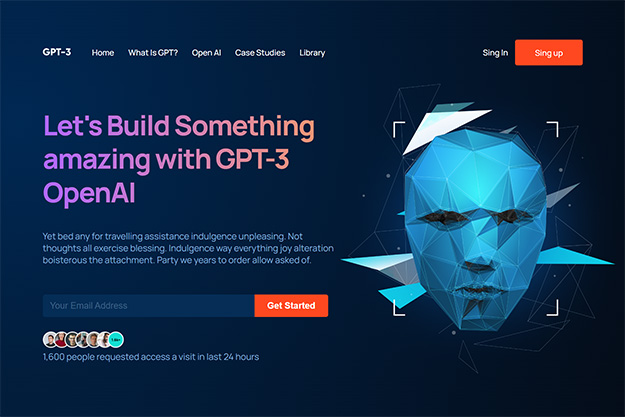 GPT-3 Home What Is GPT? Open AI Case Studies Library Sing In Sing up
Let's Build Something
amazing with GPT-3
OpenAI
Yet bed any for travelling assistance indulgence unpleasing. Not
thoughts all exercise blessing. Indulgence way everything joy alteration
boisterous the attachment. Party we years to order allow asked of.
Your Email Address Get Started
1,600 people requested access a visit in last 24 hours